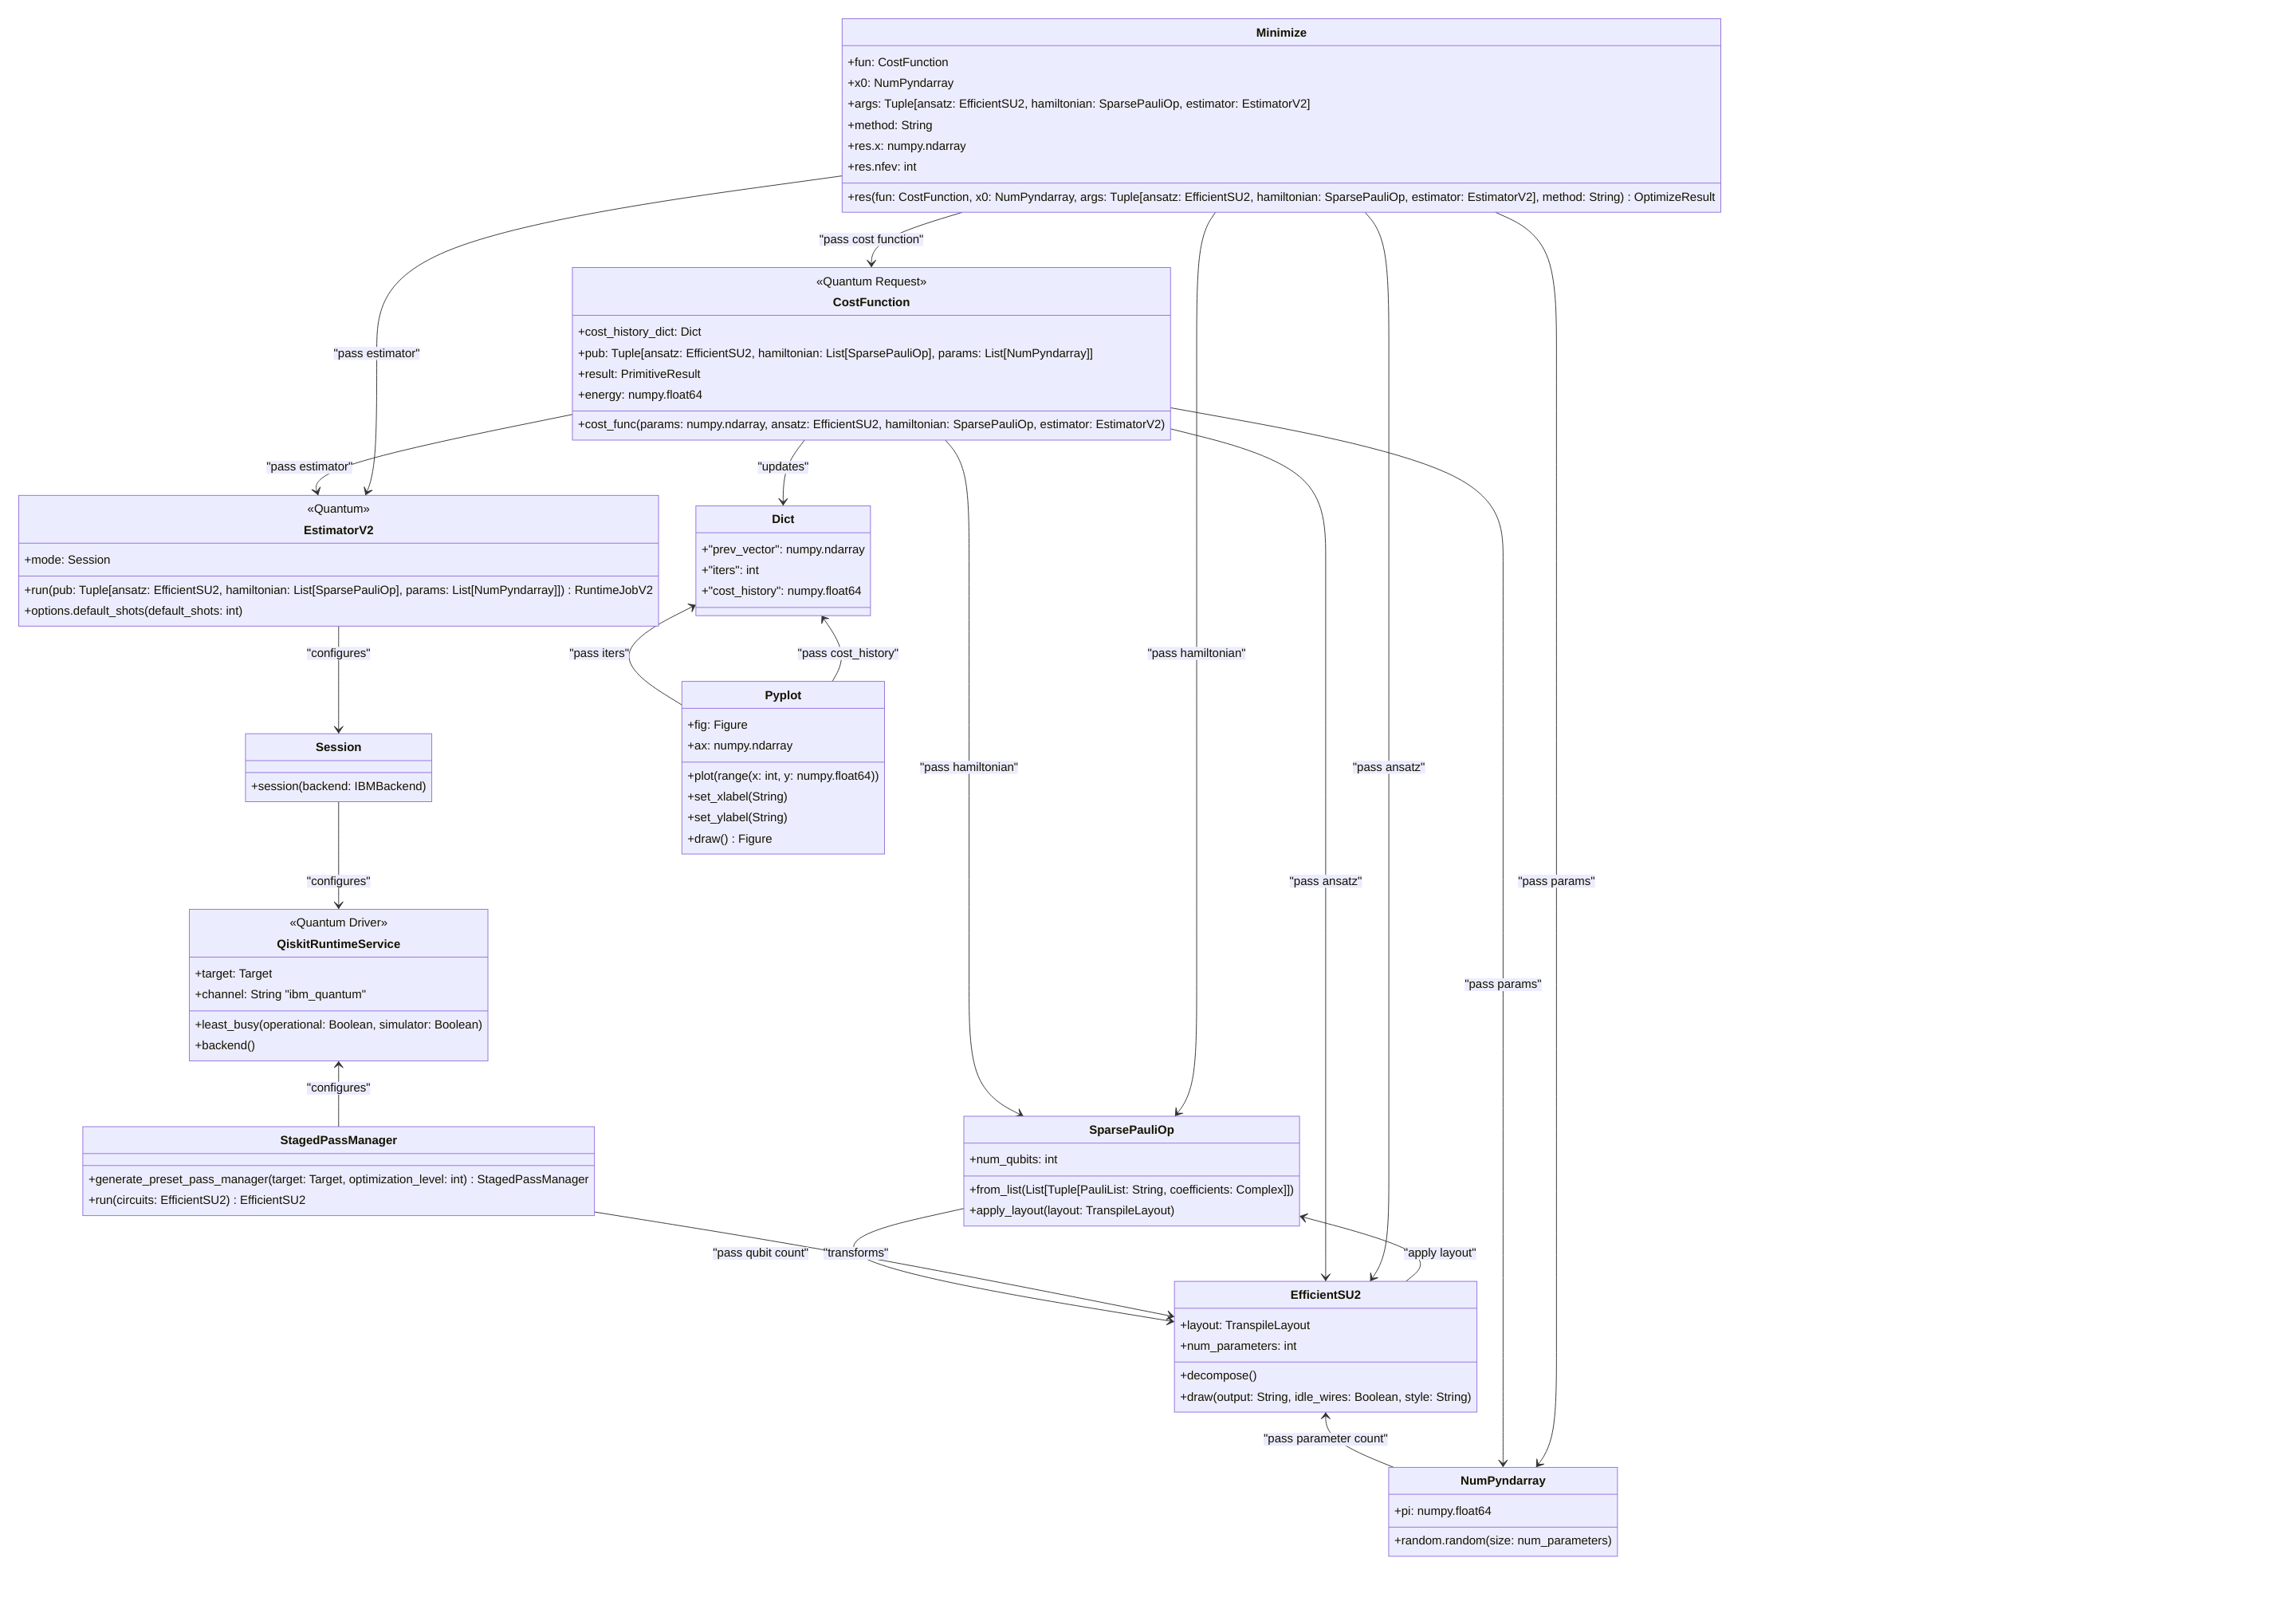 Minimize
+fun: CostFunction
+x0: NumPyndarray
+args: Tuple[ansatz: EfficientSU2, hamiltonian: SparsePauliOp, estimator: EstimatorV2]
+method: String
+res.x: numpy.ndarray
+res.nfev: int
+res(fun: CostFunction, x0: NumPyndarray, args: Tuple[ansatz: EfficientSU2, hamiltonian: SparsePauliOp, estimator: EstimatorV2], method: String) : OptimizeResult
"pass cost function"
«Quantum Request»
CostFunction
+cost_history_dict: Dict
+pub: Tuple[ansatz: EfficientSU2, hamiltonian: List[SparsePauliOp], params: List[NumPyndarray]]
+result: PrimitiveResult
+energy: numpy.float64
+cost_func(params: numpy.ndarray, ansatz: EfficientSU2, hamiltonian: SparsePauliOp, estimator: EstimatorV2)
"pass estimator"
"pass estimator"
"updates"
«Quantum»
EstimatorV2
+mode: Session
+run(pub: Tuple[ansatz: EfficientSU2, hamiltonian: List[SparsePauliOp], params: List[NumPyndarray]]) : RuntimeJobV2
+options.default_shots(default_shots: int)
Dict
+"prev_vector": numpy.ndarray
+"iters": int
+"cost_history": numpy.float64
"configures"
"pass iters"
"pass cost_history"
"pass hamiltonian"
Pyplot
+fig: Figure
+ax: numpy.ndarray
+plot(range(x: int, y: numpy.float64))
+set_xlabel(String)
+set_ylabel(String)
+draw() : Figure
Session
+session(backend: IBMBackend)
"pass hamiltonian"
"pass ansatz"
"configures"
"pass ansatz"
"pass params"
«Quantum Driver»
QiskitRuntimeService
+target: Target
+channel: String "ibm_quantum"
+least_busy(operational: Boolean, simulator: Boolean)
+backend()
"pass params"
"configures"
StagedPassManager
+generate_preset_pass_manager(target: Target, optimization_level: int) : StagedPassManager
+run(circuits: EfficientSU2) : EfficientSU2
SparsePauliOp
+num_qubits: int
+from_list(List[Tuple[PauliList: String, coefficients: Complex]])
+apply_layout(layout: TranspileLayout)
"pass qubit count"
"transforms"
"apply layout"
EfficientSU2
+layout: TranspileLayout
+num_parameters: int
+decompose()
+draw(output: String, idle_wires: Boolean, style: String)
"pass parameter count"
NumPyndarray
+pi: numpy.float64
+random.random(size: num_parameters)